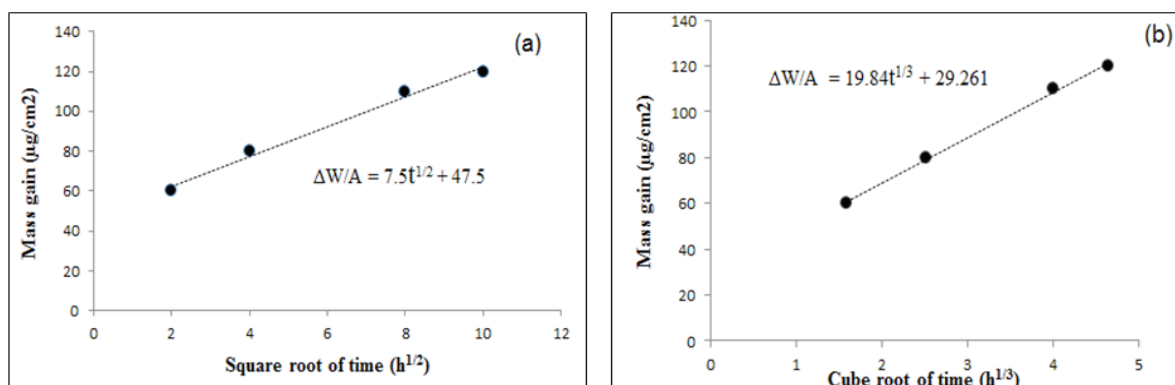 (a)
140
120
100
80
60
40
20
0
Mass gain (µg/cm2)
ΔW/A = 7.5t^1/2 + 47.5
0 2 4 6 8 10 12
Square root of time (h^1/2)
(b)
140
120
100
80
60
40
20
0
Mass gain (µg/cm2)
ΔW/A = 19.84t^1/3 + 29.261
0 1 2 3 4 5
Cube root of time (h^1/3)